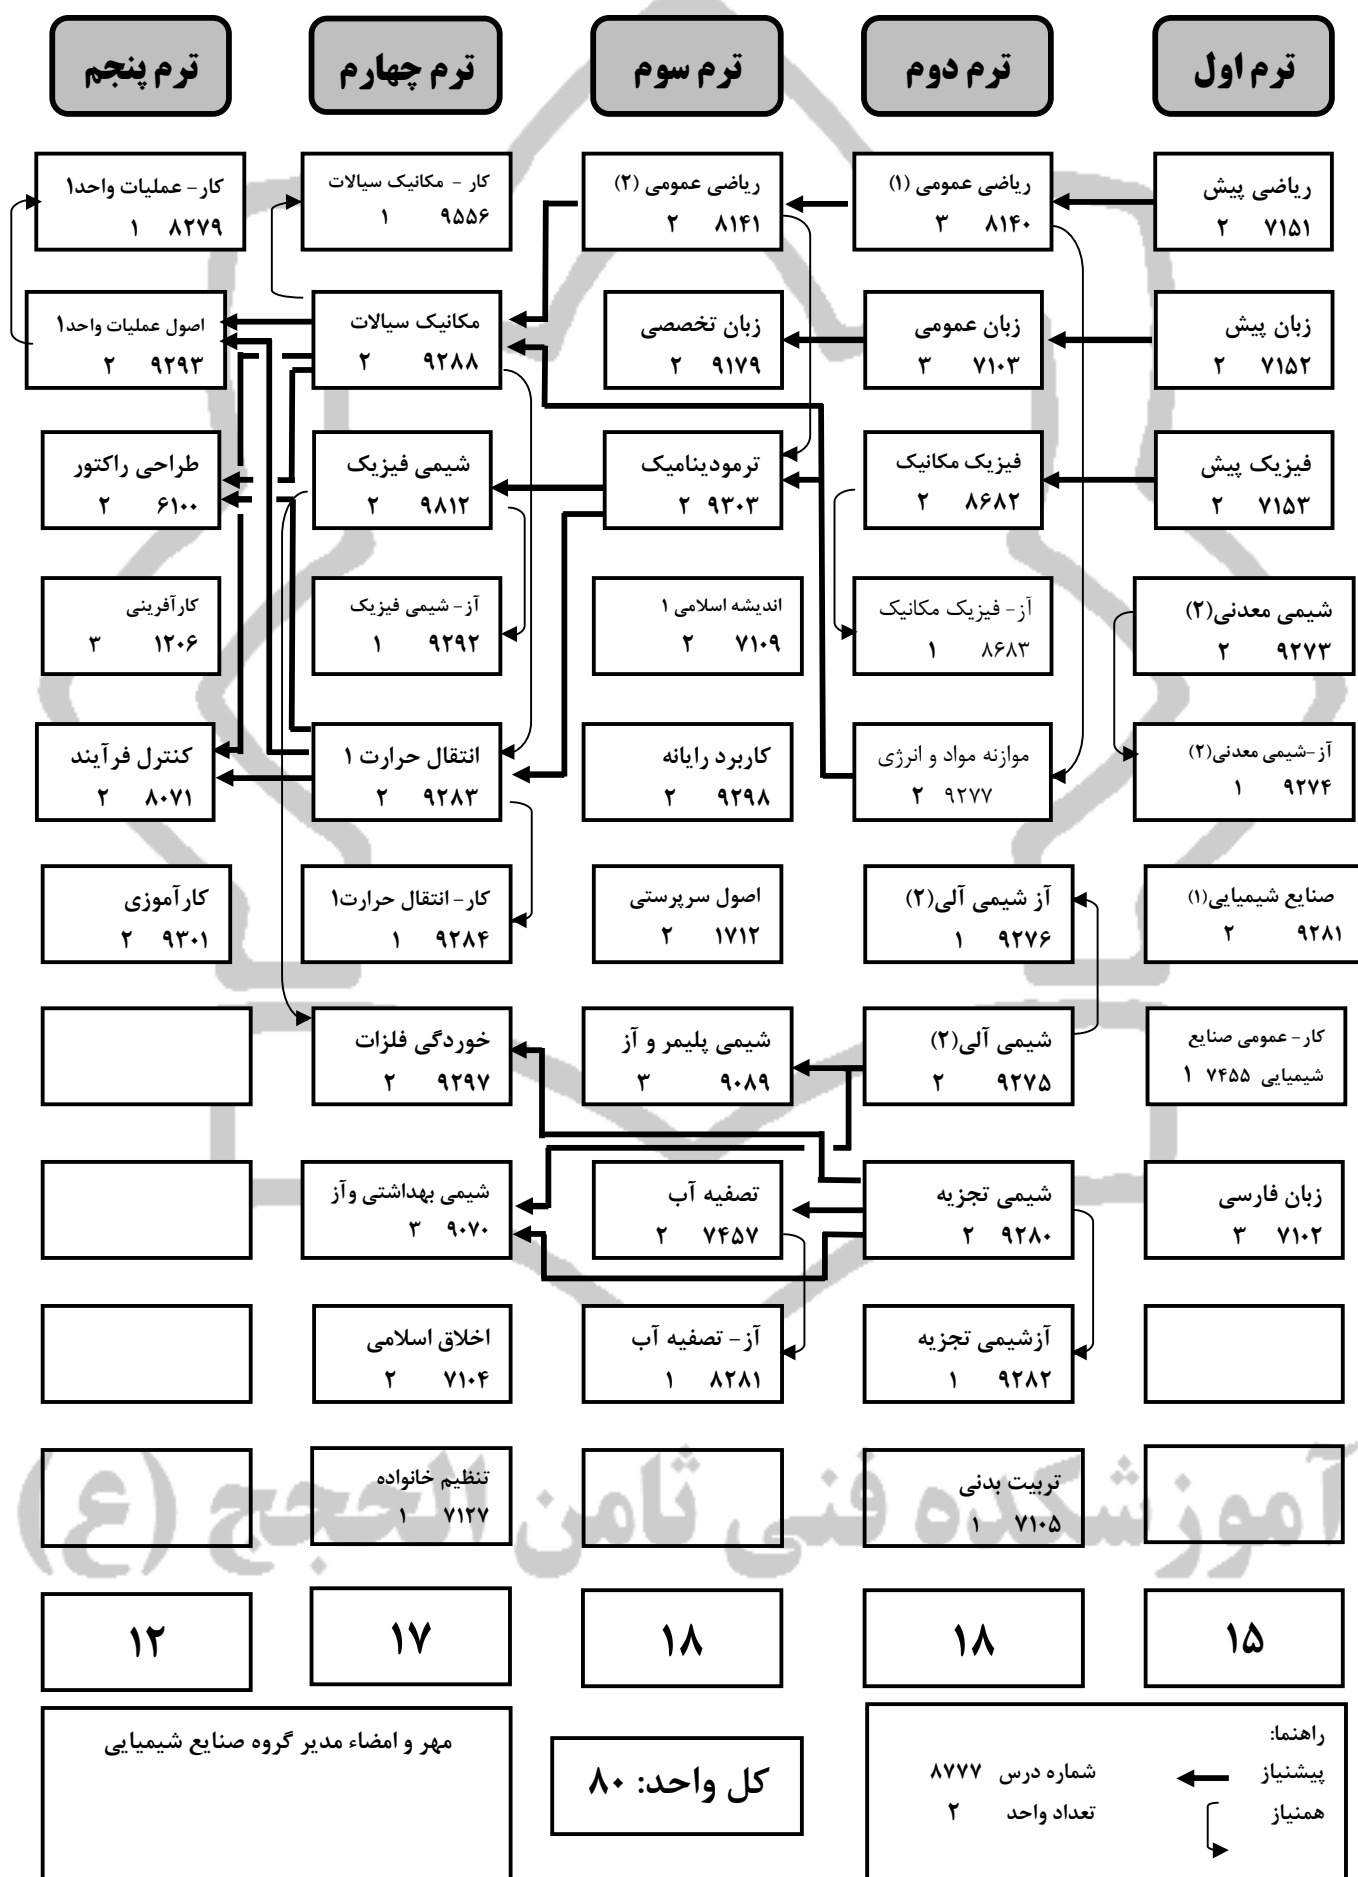 ترم اول
ترم دوم
ترم سوم
ترم چهارم
ترم پنجم
ریاضی پیش
۷۱۵۱ ۲
ریاضی عمومی (۱)
۸۱۴۰ ۳
ریاضی عمومی (۲)
۸۱۴۱ ۲
کار - مکانیک سیالات
۹۵۵۶ ۱
کار- عملیات واحد۱
۸۲۷۹ ۱
زبان پیش
۷۱۵۲ ۲
زبان عمومی
۷۱۰۳ ۳
زبان تخصصی
۹۱۷۹ ۲
مکانیک سیالات
۹۲۸۸ ۲
اصول عملیات واحد۱
۹۲۹۳ ۲
فیزیک پیش
۷۱۵۳ ۲
فیزیک مکانیک
۸۶۸۲ ۲
ترمودینامیک
۹۳۰۳ ۲
شیمی فیزیک
۹۸۱۲ ۲
طراحی راکتور
۶۱۰۰ ۲
شیمی معدنی(۲)
۹۲۷۳ ۲
آز- فیزیک مکانیک
۸۶۸۳ ۱
اندیشه اسلامی ۱
۷۱۰۹ ۲
آز- شیمی فیزیک
۹۲۹۲ ۱
کارآفرینی
۱۲۰۶ ۳
آز-شیمی معدنی(۲)
۹۲۷۴ ۱
موازنه مواد و انرژی
۹۲۷۷ ۲
کاربرد رایانه
۹۲۹۸ ۲
انتقال حرارت ۱
۹۲۸۳ ۲
کنترل فرآیند
۸۰۷۱ ۲
صنایع شیمیایی(۱)
۹۲۸۱ ۲
آز شیمی آلی(۲)
۹۲۷۶ ۱
اصول سرپرستی
۱۷۱۲ ۲
کار- انتقال حرارت۱
۹۲۸۴ ۱
کارآموزی
۹۳۰۱ ۲
کار- عمومی صنایع
شیمیایی ۷۴۵۵ ۱
شیمی آلی(۲)
۹۲۷۵ ۲
شیمی پلیمر و آز
۹۰۸۹ ۳
خوردگی فلزات
۹۲۹۷ ۲
زبان فارسی
۷۱۰۲ ۳
شیمی تجزیه
۹۲۸۰ ۲
تصفیه آب
۷۴۵۷ ۲
شیمی بهداشتی وآز
۹۰۷۰ ۳
آزشیمی تجزیه
۹۲۸۲ ۱
آز- تصفیه آب
۸۲۸۱ ۱
اخلاق اسلامی
۷۱۰۴ ۲
تربیت بدنی
۷۱۰۵ ۱
تنظیم خانواده
۷۱۲۷ ۱
آموزشکده فنی ثامن الحجج (ع)
۱۵
۱۸
۱۸
۱۷
۱۲
راهنما:
پیشنیاز
شماره درس ۸۷۷۷
همنیاز
تعداد واحد ۲
کل واحد: ۸۰
مهر و امضاء مدیر گروه صنایع شیمیایی